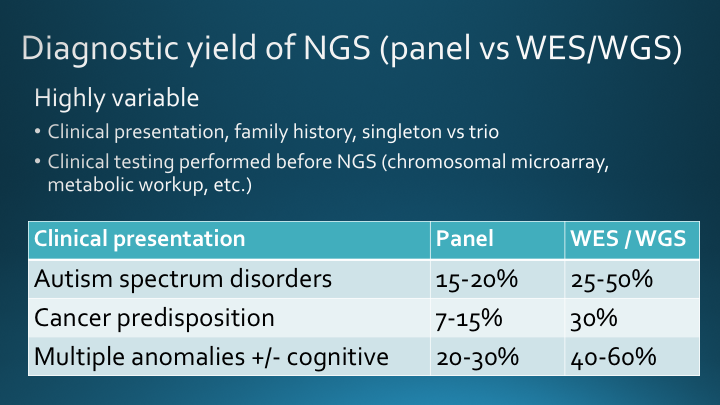 Diagnostic yield of NGS (panel vs WES/WGS)
Highly variable
• Clinical presentation, family history, singleton vs trio
• Clinical testing performed before NGS (chromosomal microarray,
metabolic workup, etc.)
Clinical presentation Panel WES / WGS
Autism spectrum disorders 15-20% 25-50%
Cancer predisposition 7-15% 30%
Multiple anomalies +/- cognitive 20-30% 40-60%